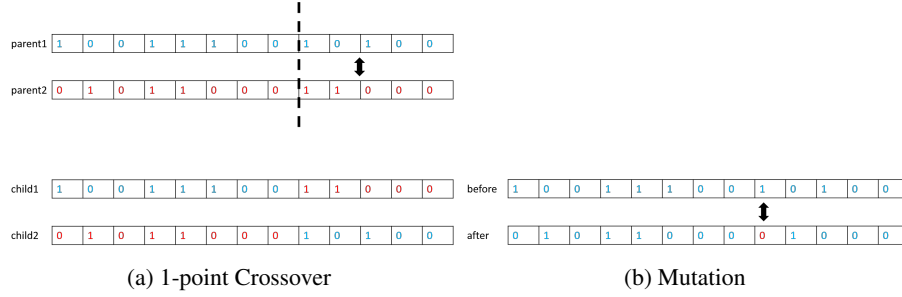 parent1 1 0 0 1 1 1 0 0 1 0 1 0 0
parent2 0 1 0 1 1 0 0 0 1 1 0 0 0
child1 1 0 0 1 1 1 0 0 1 1 0 0 0
child2 0 1 0 1 1 0 0 0 1 0 1 0 0
(a) 1-point Crossover
before 1 0 0 1 1 1 0 0 1 0 1 0 0
after 0 1 0 1 1 0 0 0 0 1 0 0 0
(b) Mutation